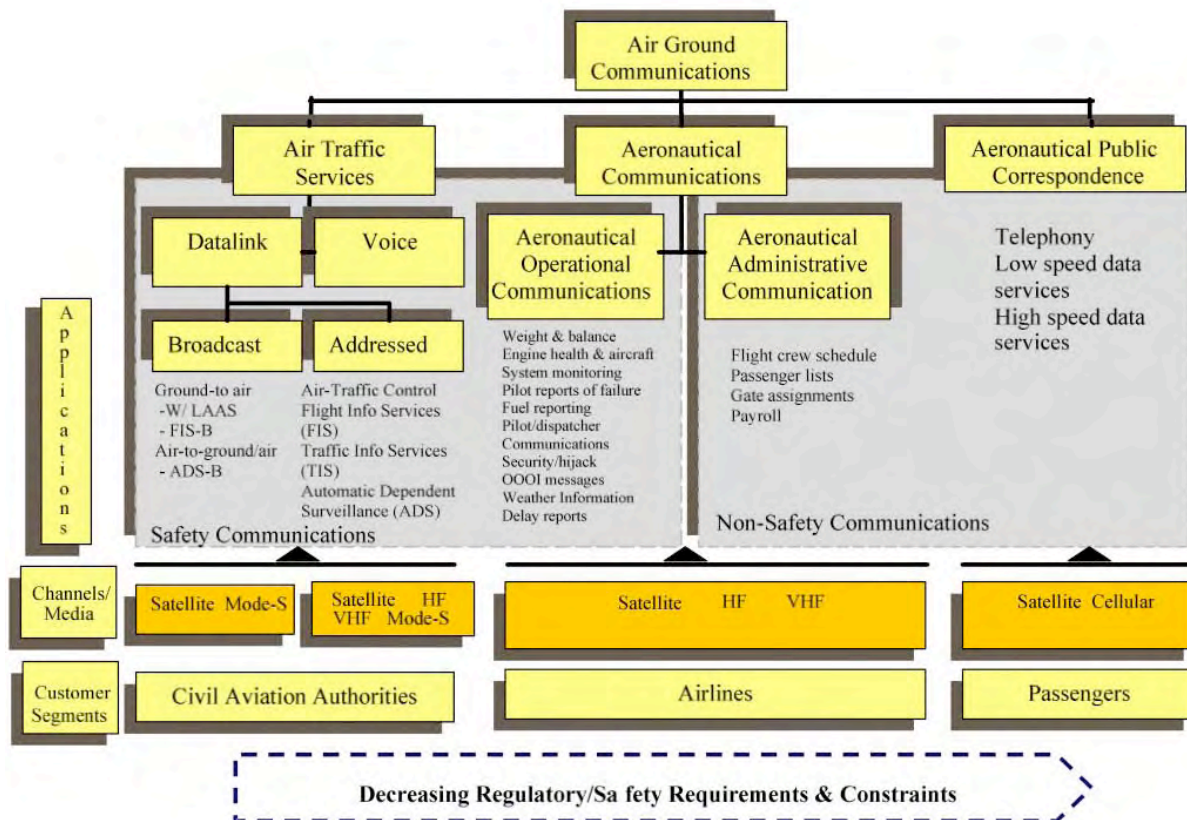 Air Ground
Communications
Air Traffic
Services
Aeronautical
Communications
Aeronautical Public
Correspondence
Datalink
Voice
Aeronautical
Operational
Communications
Aeronautical
Administrative
Communication
Telephony
Low speed data
services
High speed data
services
Applications
Broadcast
Addressed
Ground-to air
-W/ LAAS
- FIS-B
Air-to-ground/air
- ADS-B
Air-Traffic Control
Flight Info Services
(FIS)
Traffic Info Services
(TIS)
Automatic Dependent
Surveillance (ADS)
Weight & balance
Engine health & aircraft
System monitoring
Pilot reports of failure
Fuel reporting
Pilot/dispatcher
Communications
Security/hijack
OOOI messages
Weather Information
Delay reports
Flight crew schedule
Passenger lists
Gate assignments
Payroll
Safety Communications
Non-Safety Communications
Channels/
Media
Satellite Mode-S
Satellite HF
VHF Mode-S
Satellite HF VHF
Satellite Cellular
Customer
Segments
Civil Aviation Authorities
Airlines
Passengers
Decreasing Regulatory/Sa fety Requirements & Constraints